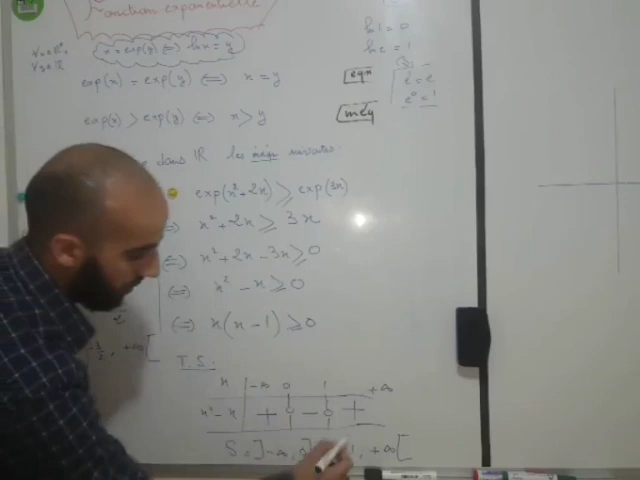 Fonction exponentielle
ln 1 = 0
ln e = 1
∀x∈ℝ*₊
∀y∈ℝ
x = exp(y) ⇔ ln x = y
exp(x) = exp(y) ⇔ x = y
eqn
e⁰ = 1
exp(x) > exp(y) ⇔ x > y
inéq
dans IR les inéq suivantes
exp(x² + 2x) ≥ exp(3x)
x² + 2x ≥ 3x
⇔ x² + 2x - 3x ≥ 0
⇔ x² - x ≥ 0
⇔ x(x - 1) ≥ 0
, +∞[
T.S:
x -∞ 0 1 +∞
x² - x + 0 - 0 +
S = ]-∞, 1, +∞[